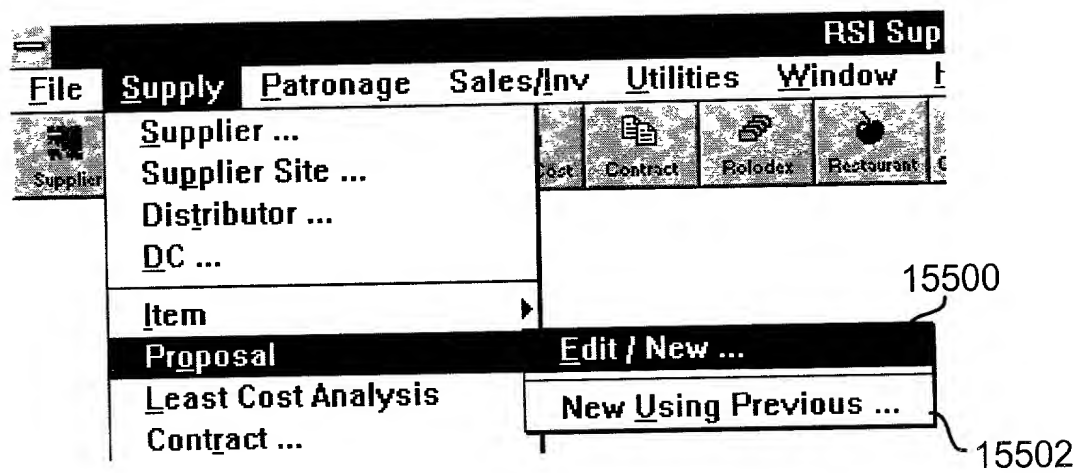 RSI Sup
File Supply Patronage Sales/Inv Utilities Window
Supplier Contract Rolodex Restaurant
Supplier ...
Supplier Site ...
Distributor ...
DC ...
Item
Proposal
Least Cost Analysis
Contract ...
15500
Edit / New ...
New Using Previous ...
15502